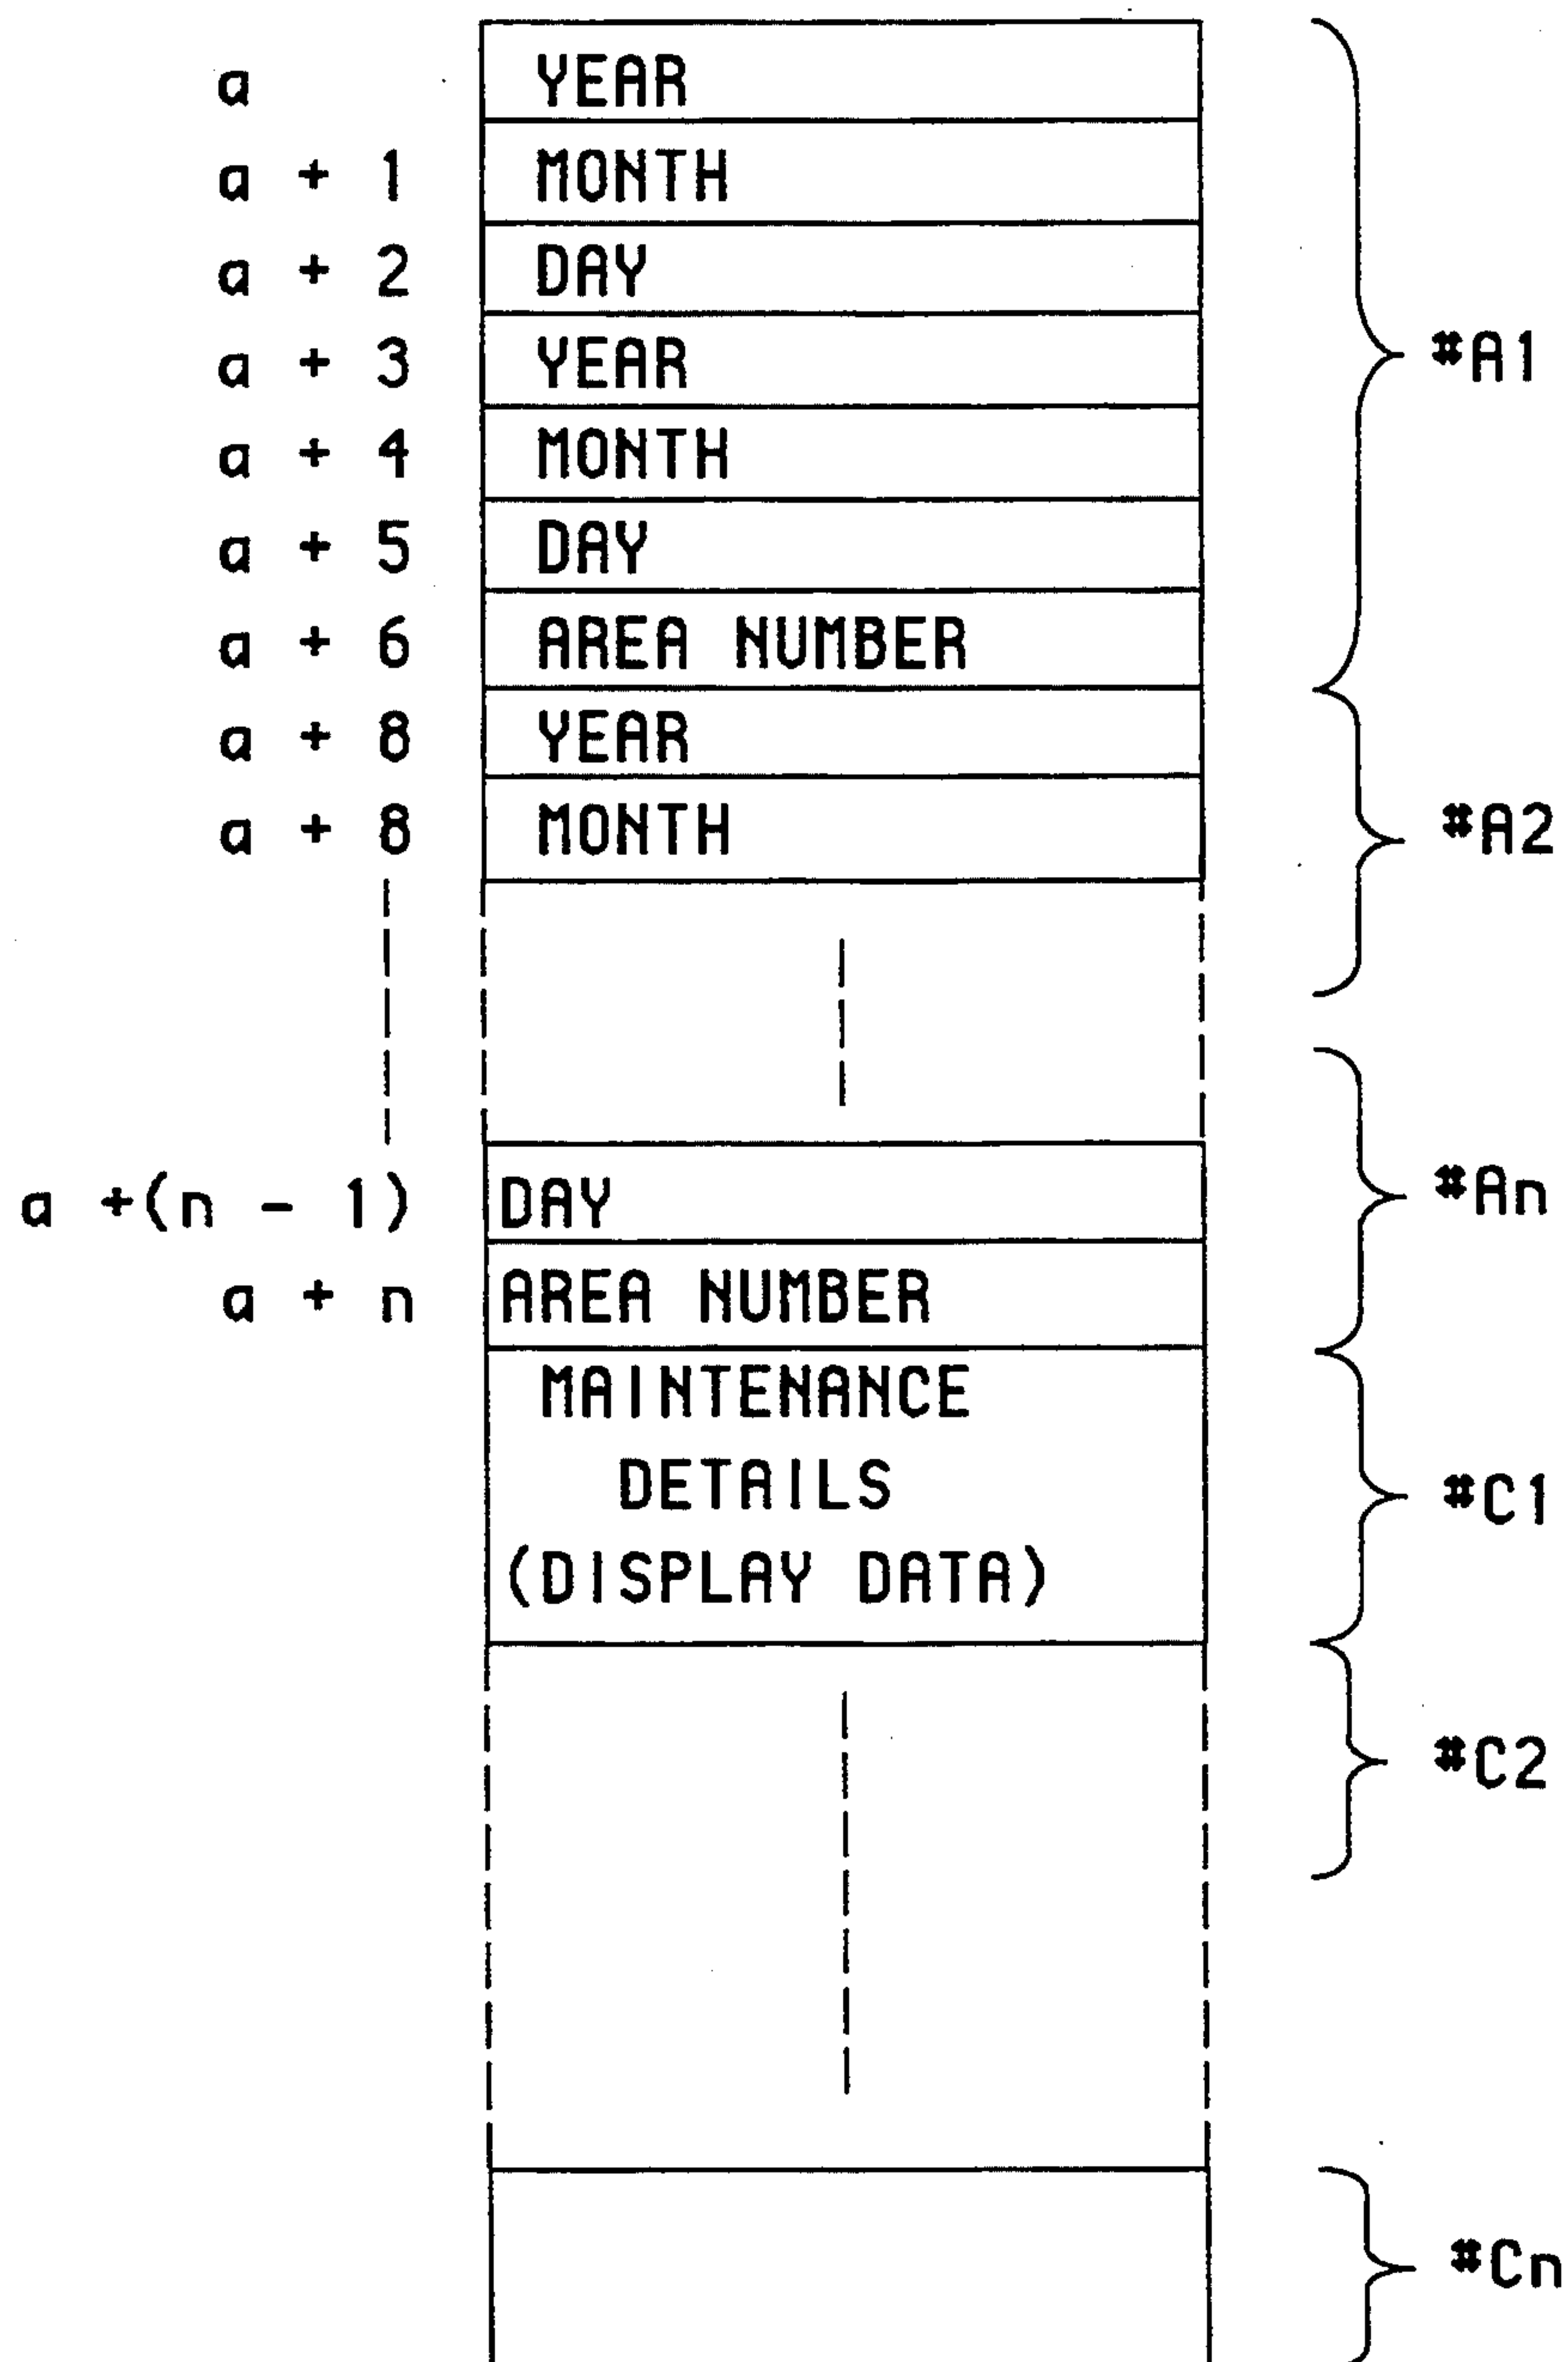 a YEAR
a + 1 MONTH
a + 2 DAY
a + 3 YEAR #A1
a + 4 MONTH
a + 5 DAY
a + 6 AREA NUMBER
a + 8 YEAR
a + 8 MONTH #A2
a +(n - 1) DAY #An
a + n AREA NUMBER
MAINTENANCE
DETAILS #C1
(DISPLAY DATA)
#C2
#Cn